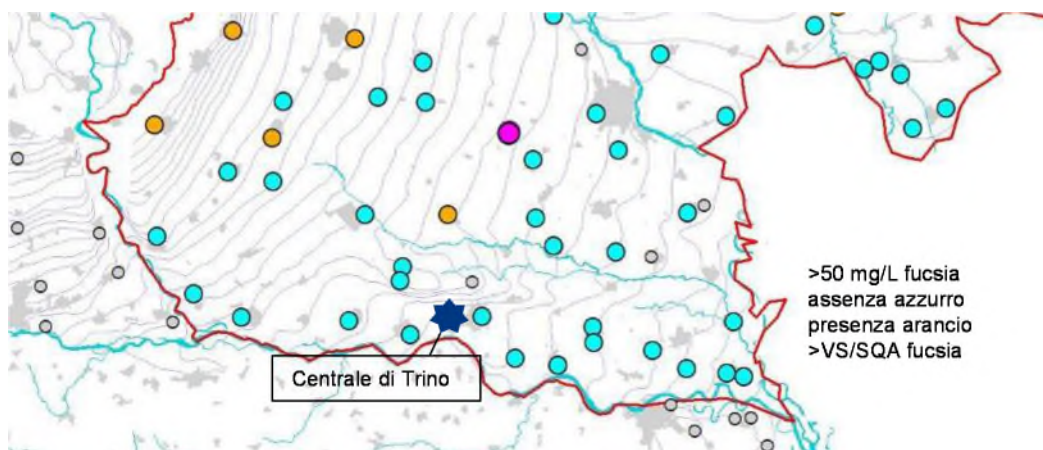 >50 mg/L fucsia
assenza azzurro
presenza arancio
>VS/SQA fucsia
Centrale di Trino